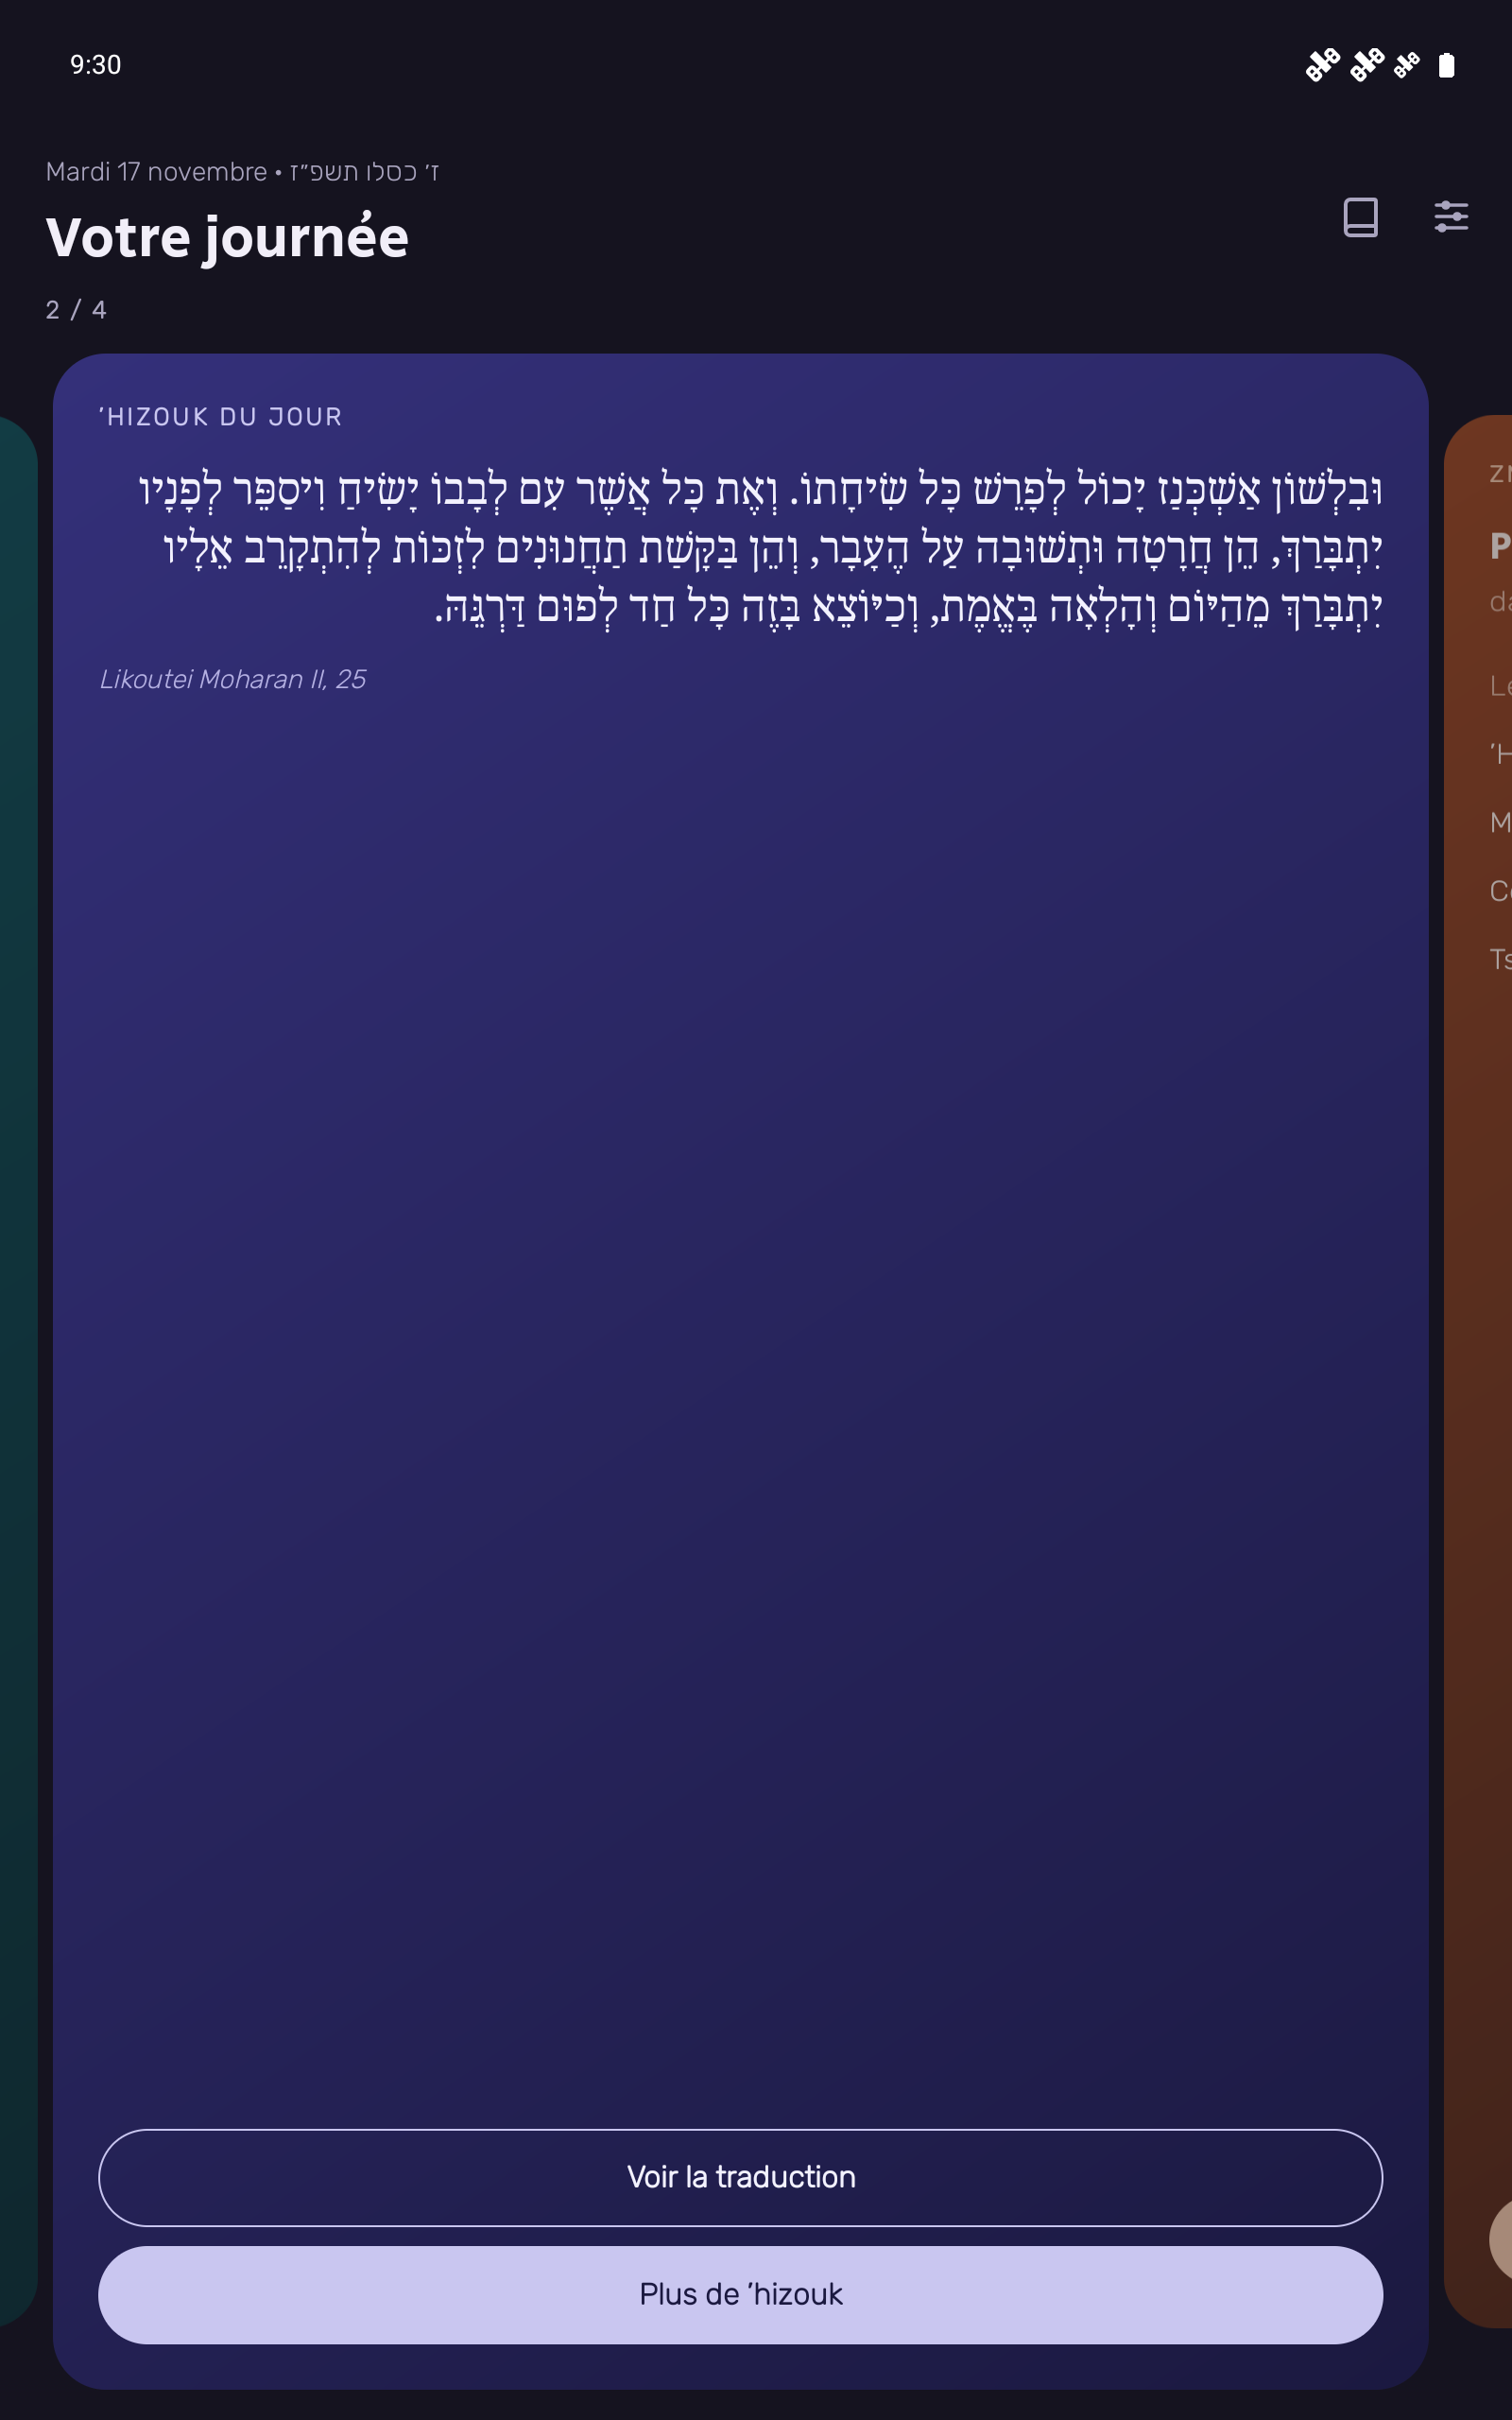 9:30
Mardi 17 novembre • ז׳ כסלו תשפ״ז
Votre journée
2 / 4
׳HIZOUK DU JOUR
וּבִלְשׁוֹן אַשְׁכְּנַז יָכוֹל לְפָרֵשׁ כָּל שִׂיחָתוֹ. וְאֶת כָּל אֲשֶׁר עִם לְבָבוֹ יָשִׂיחַ וִיסַפֵּר לְפָנָיו
יִתְבָּרַךְ, הֵן חֲרָטָה וּתְשׁוּבָה עַל הֶעָבָר, וְהֵן בַּקָּשַׁת תַּחֲנוּנִים לִזְכּוֹת לְהִתְקָרֵב אֵלָיו
יִתְבָּרַךְ מֵהַיּוֹם וְהָלְאָה בֶּאֱמֶת, וְכַיּוֹצֵא בָּזֶה כָּל חַד לְפוּם דַּרְגֵּהּ.
Likoutei Moharan II, 25
Voir la traduction
Plus de ׳hizouk